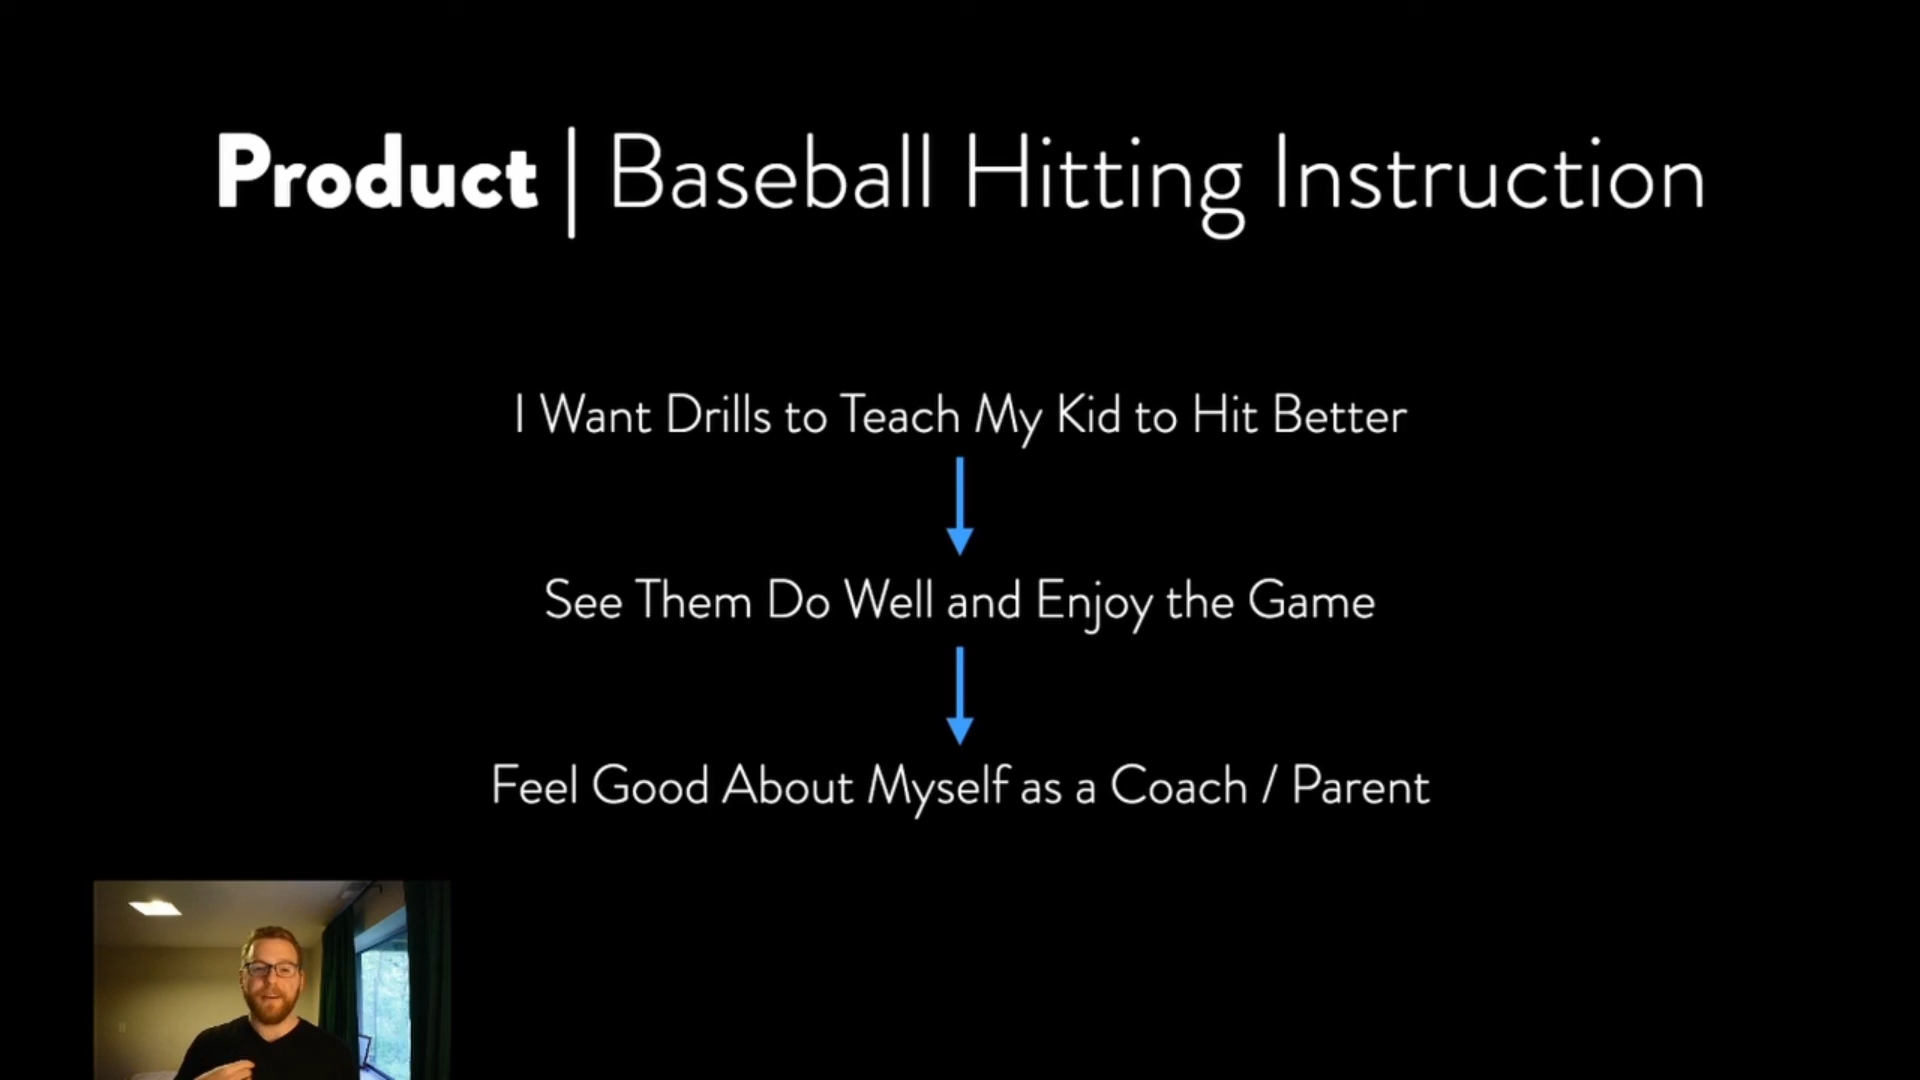 Product | Baseball Hitting Instruction
I Want Drills to Teach My Kid to Hit Better
See Them Do Well and Enjoy the Game
Feel Good About Myself as a Coach / Parent